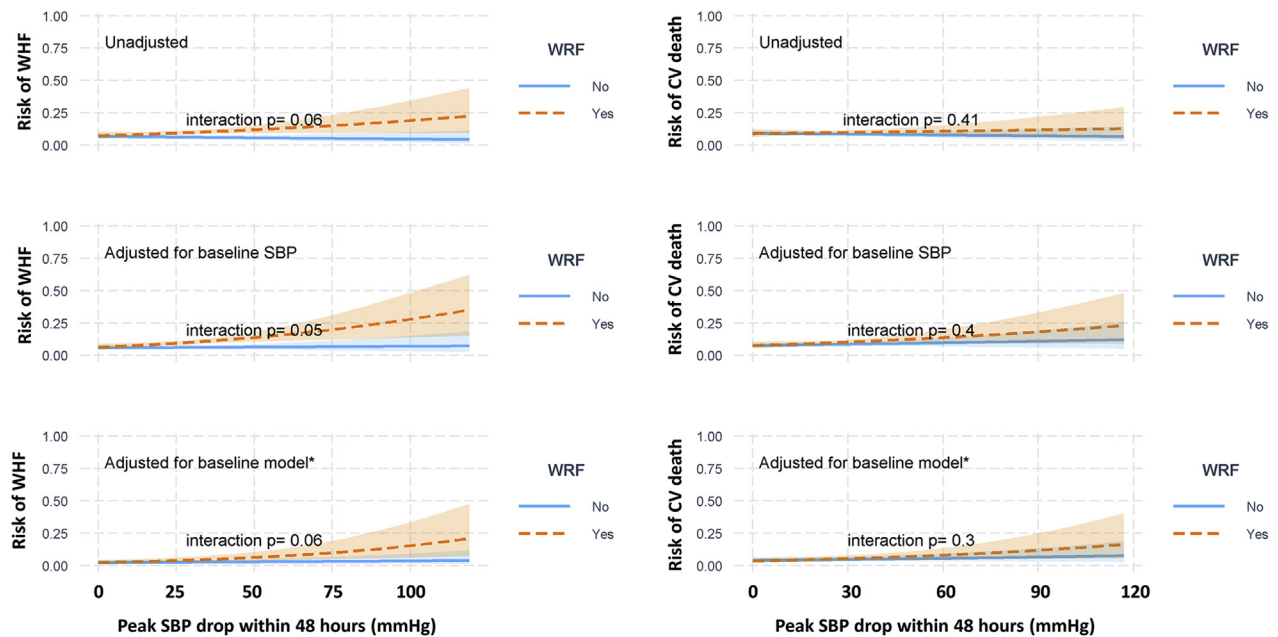 Risk of WHF
1.00
0.75
0.50
0.25
0.00
Unadjusted
interaction p= 0.06
WRF
No
Yes
Risk of CV death
1.00
0.75
0.50
0.25
0.00
Unadjusted
interaction p= 0.41
WRF
No
Yes
Risk of WHF
1.00
0.75
0.50
0.25
0.00
Adjusted for baseline SBP
interaction p= 0.05
WRF
No
Yes
Risk of CV death
1.00
0.75
0.50
0.25
0.00
Adjusted for baseline SBP
interaction p= 0.4
WRF
No
Yes
Risk of WHF
1.00
0.75
0.50
0.25
0.00
Adjusted for baseline model*
interaction p= 0.06
WRF
No
Yes
0 25 50 75 100
Peak SBP drop within 48 hours (mmHg)
Risk of CV death
1.00
0.75
0.50
0.25
0.00
Adjusted for baseline model*
interaction p= 0.3
WRF
No
Yes
0 30 60 90 120
Peak SBP drop within 48 hours (mmHg)